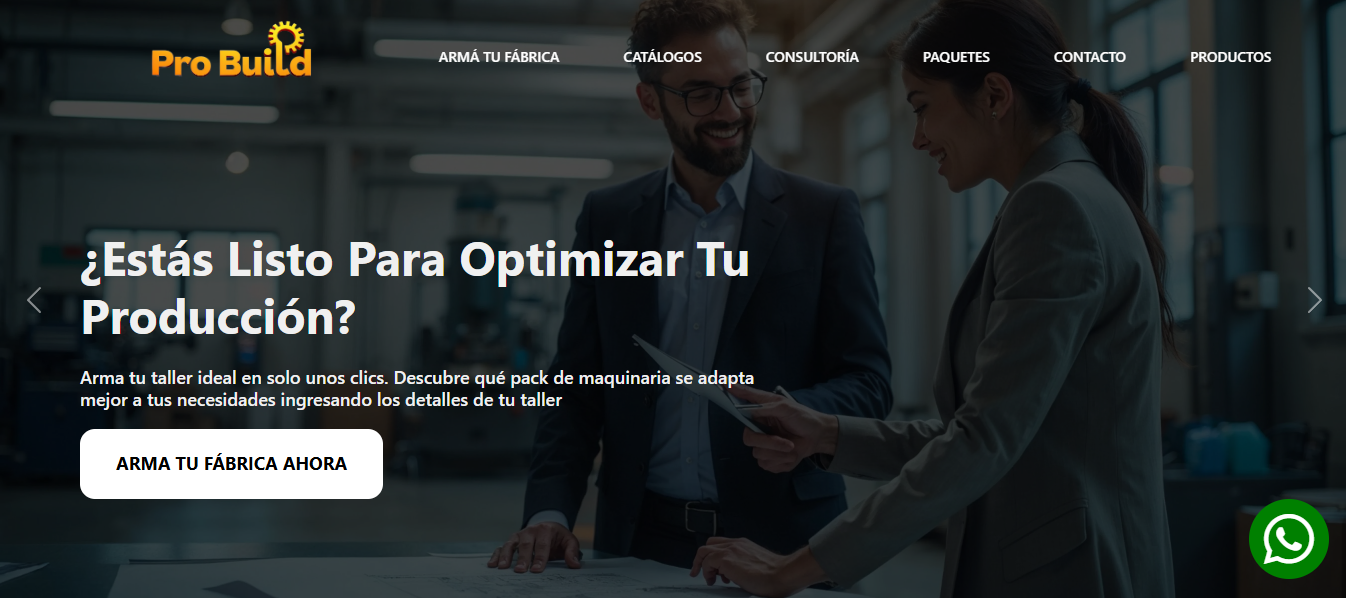 Pro Build
ARMÁ TU FÁBRICA
CATÁLOGOS
CONSULTORÍA
PAQUETES
CONTACTO
PRODUCTOS
¿Estás Listo Para Optimizar Tu
Producción?
Arma tu taller ideal en solo unos clics. Descubre qué pack de maquinaria se adapta
mejor a tus necesidades ingresando los detalles de tu taller
ARMA TU FÁBRICA AHORA